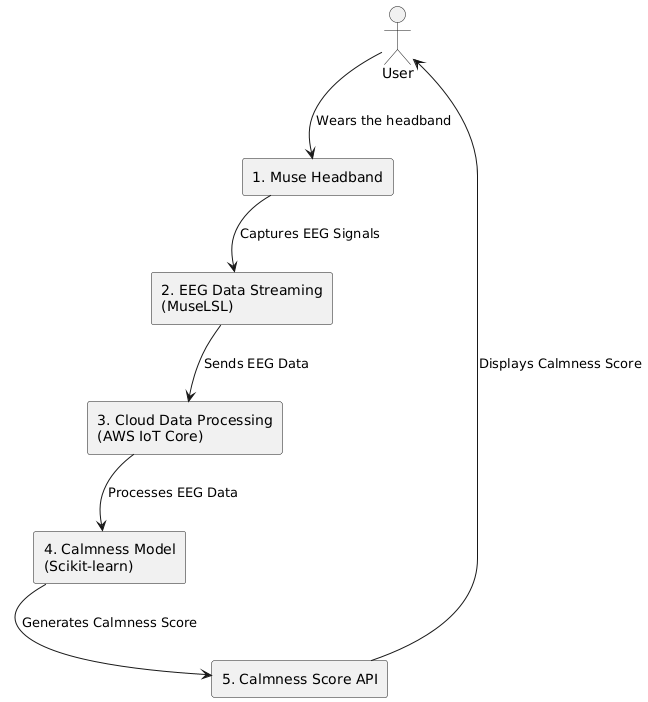 User
Wears the headband
1. Muse Headband
Captures EEG Signals
2. EEG Data Streaming
(MuseLSL)
Sends EEG Data
Displays Calmness Score
3. Cloud Data Processing
(AWS IoT Core)
Processes EEG Data
4. Calmness Model
(Scikit-learn)
Generates Calmness Score
5. Calmness Score API